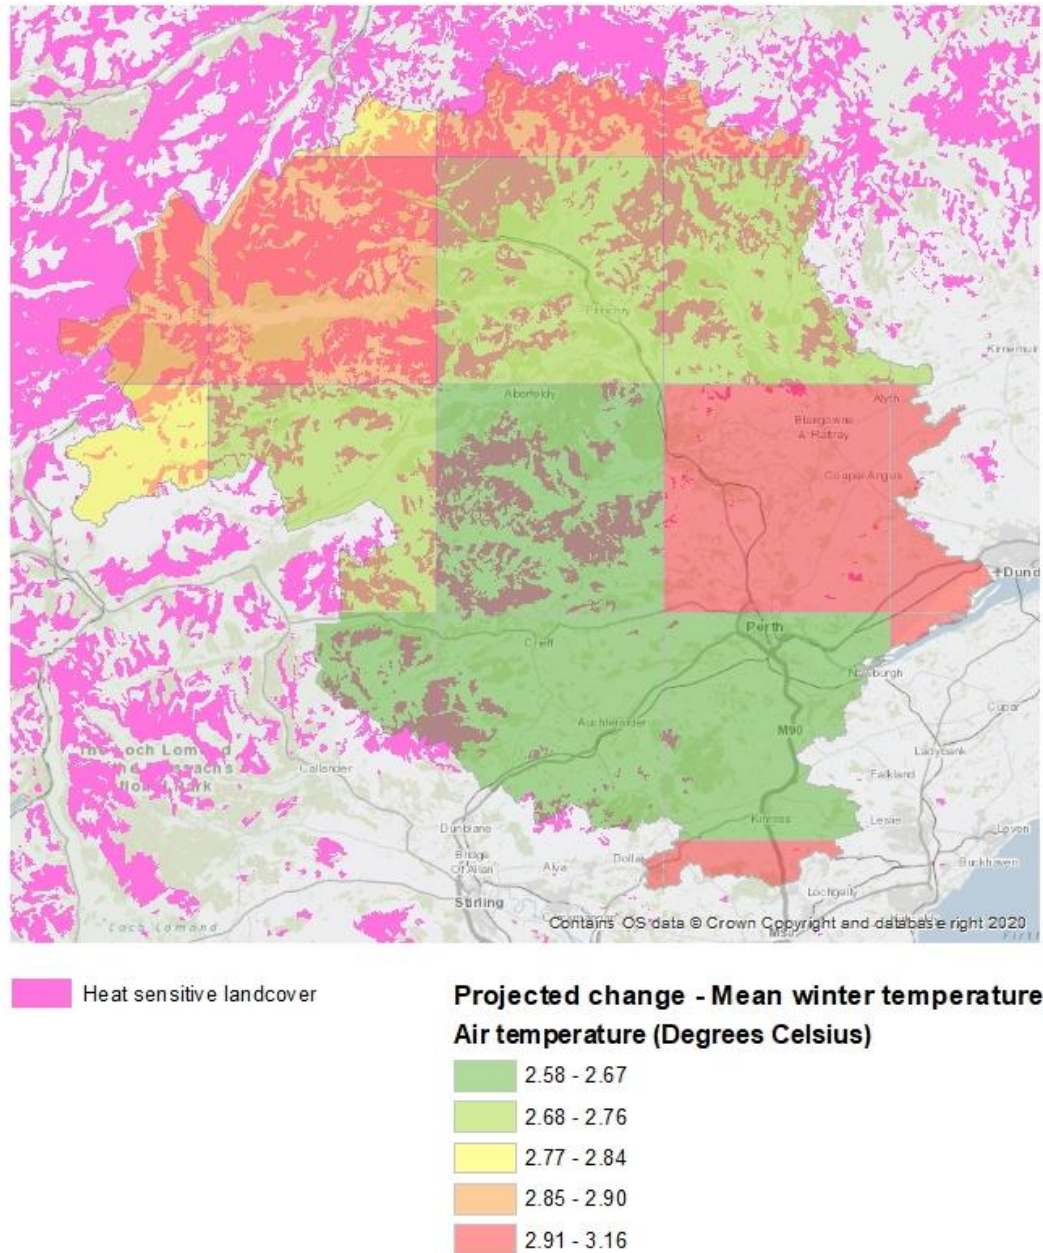 Pitlochry
Kirriemuir
Aberfeldy
Alyth
Blairgowrie
& Rattray
Coupar Angus
Dund
Perth
Crieff
Newburgh
Auchterarder
M90
Cupar
Ladybank
Callander
Falkland
Kinross
Leslie
Leven
Dunblane
Bridge
Of Allan
Alva
Dollar
Buckhaven
Lochgelly
Stirling
Loch Lomond
Contains OS data © Crown Copyright and database right 2020
M90
Heat sensitive landcover
Projected change - Mean winter temperature
Air temperature (Degrees Celsius)
2.58 - 2.67
2.68 - 2.76
2.77 - 2.84
2.85 - 2.90
2.91 - 3.16